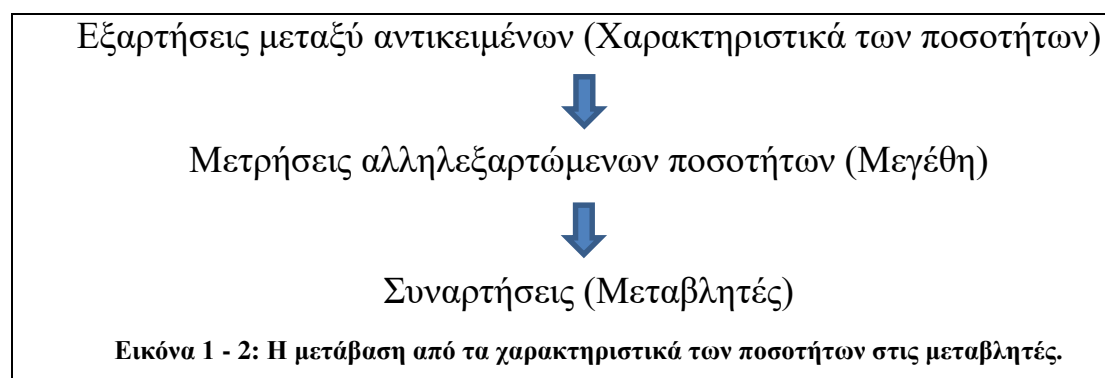 Εξαρτήσεις μεταξύ αντικειμένων (Χαρακτηριστικά των ποσοτήτων)
Μετρήσεις αλληλεξαρτώμενων ποσοτήτων (Μεγέθη)
Συναρτήσεις (Μεταβλητές)
Εικόνα 1 - 2: Η μετάβαση από τα χαρακτηριστικά των ποσοτήτων στις μεταβλητές.